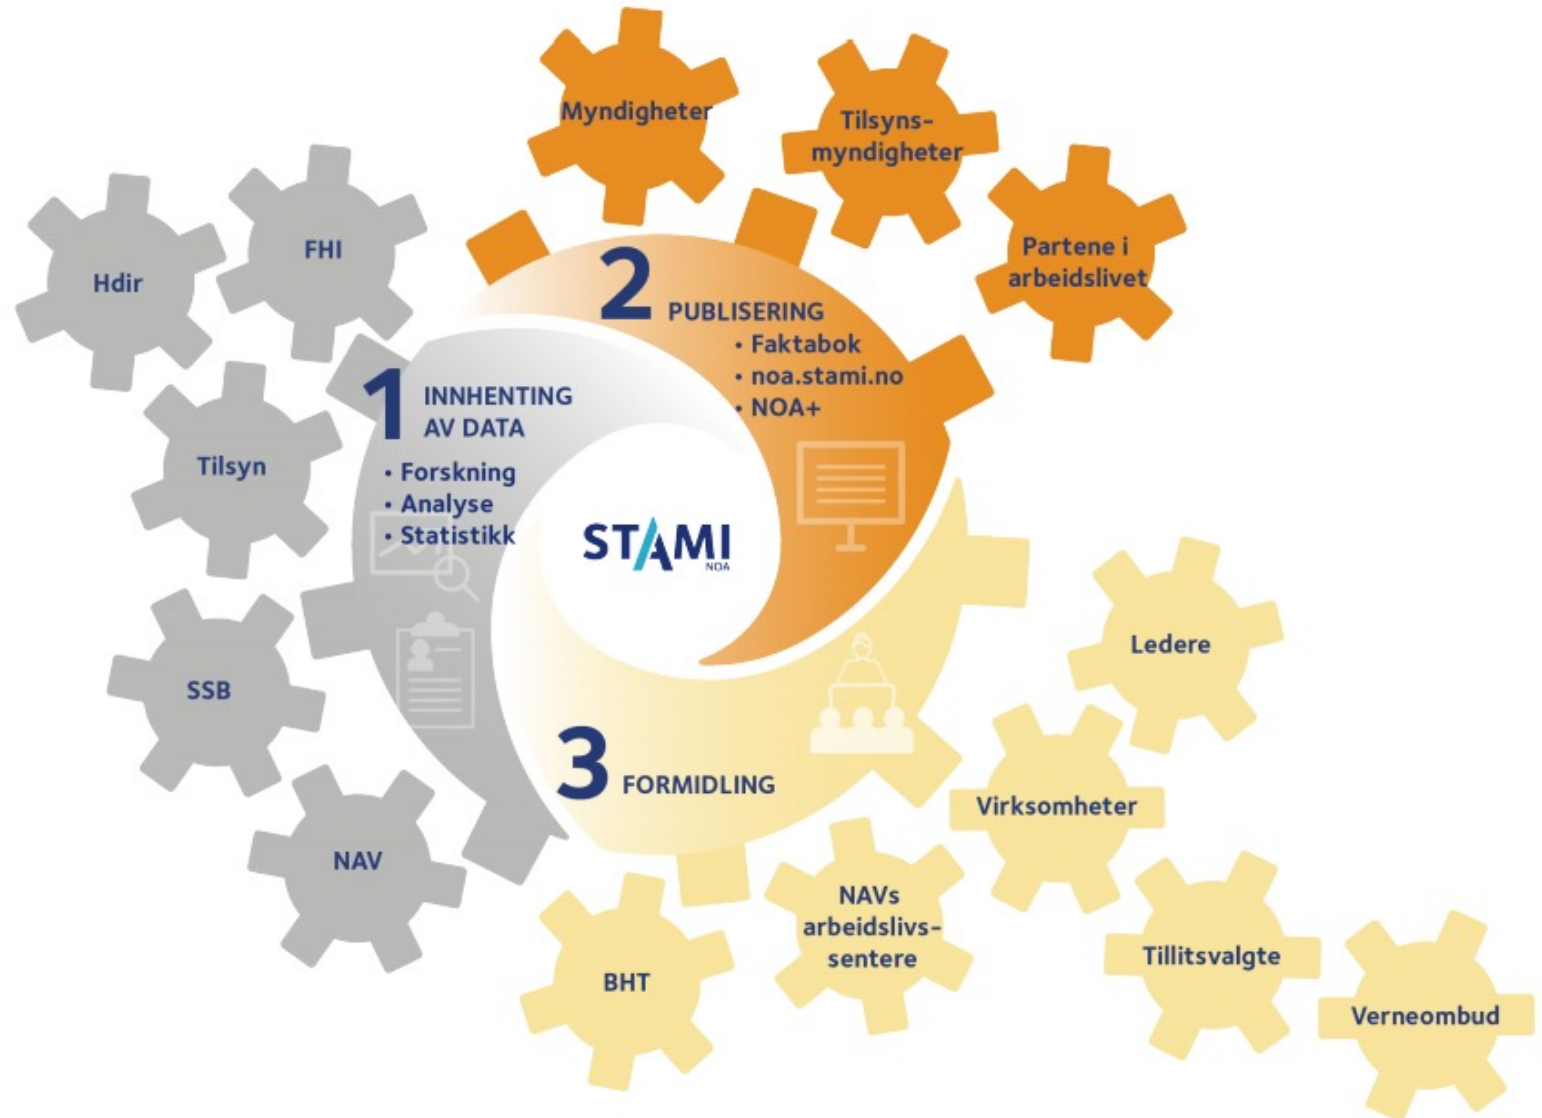 Myndigheter
Tilsyns-
myndigheter
Partene i
arbeidslivet
Hdir
FHI
Tilsyn
SSB
NAV
1 INNHENTING
AV DATA
• Forskning
• Analyse
• Statistikk
2 PUBLISERING
• Faktabok
• noa.stami.no
• NOA+
STAMI
NOA
3 FORMIDLING
Ledere
Virksomheter
NAVs
arbeidslivs-
sentere
BHT
Tillitsvalgte
Verneombud